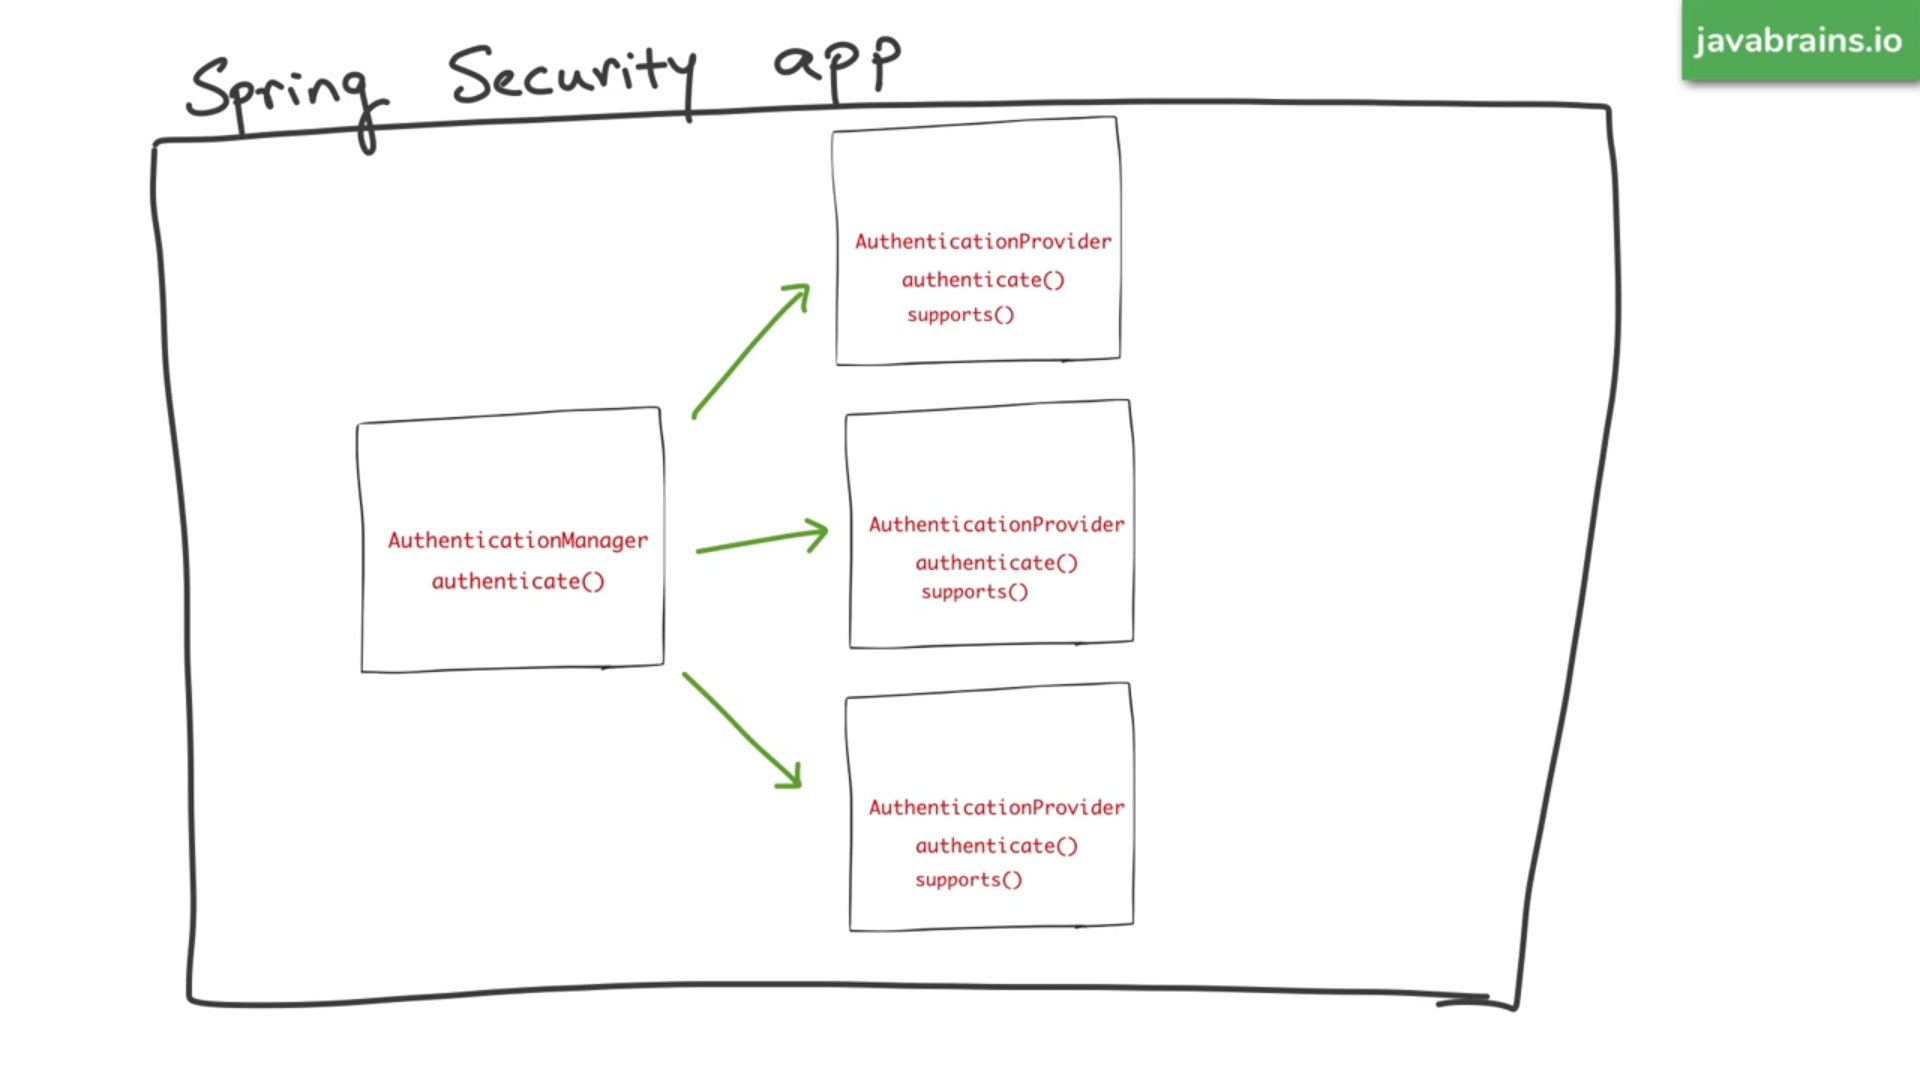 Spring Security app
javabrains.io
AuthenticationProvider
authenticate()
supports()
AuthenticationManager
authenticate()
AuthenticationProvider
authenticate()
supports()
AuthenticationProvider
authenticate()
supports()